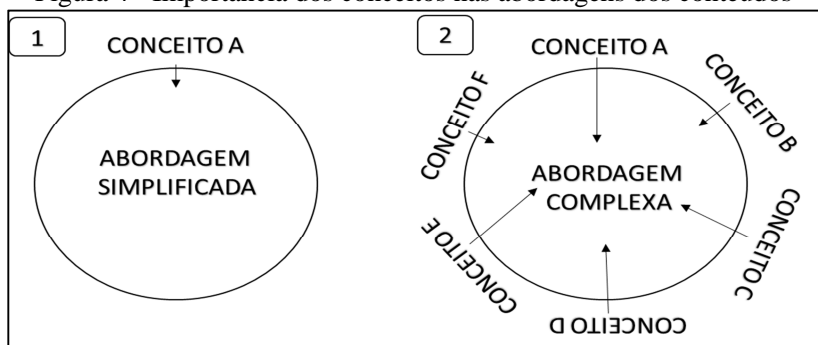 Figura 4 - Importância dos conceitos nas abordagens dos conteúdos
1
CONCEITO A
ABORDAGEM
SIMPLIFICADA
2
CONCEITO A
CONCEITO B
CONCEITO C
CONCEITO D
CONCEITO E
CONCEITO F
ABORDAGEM
COMPLEXA